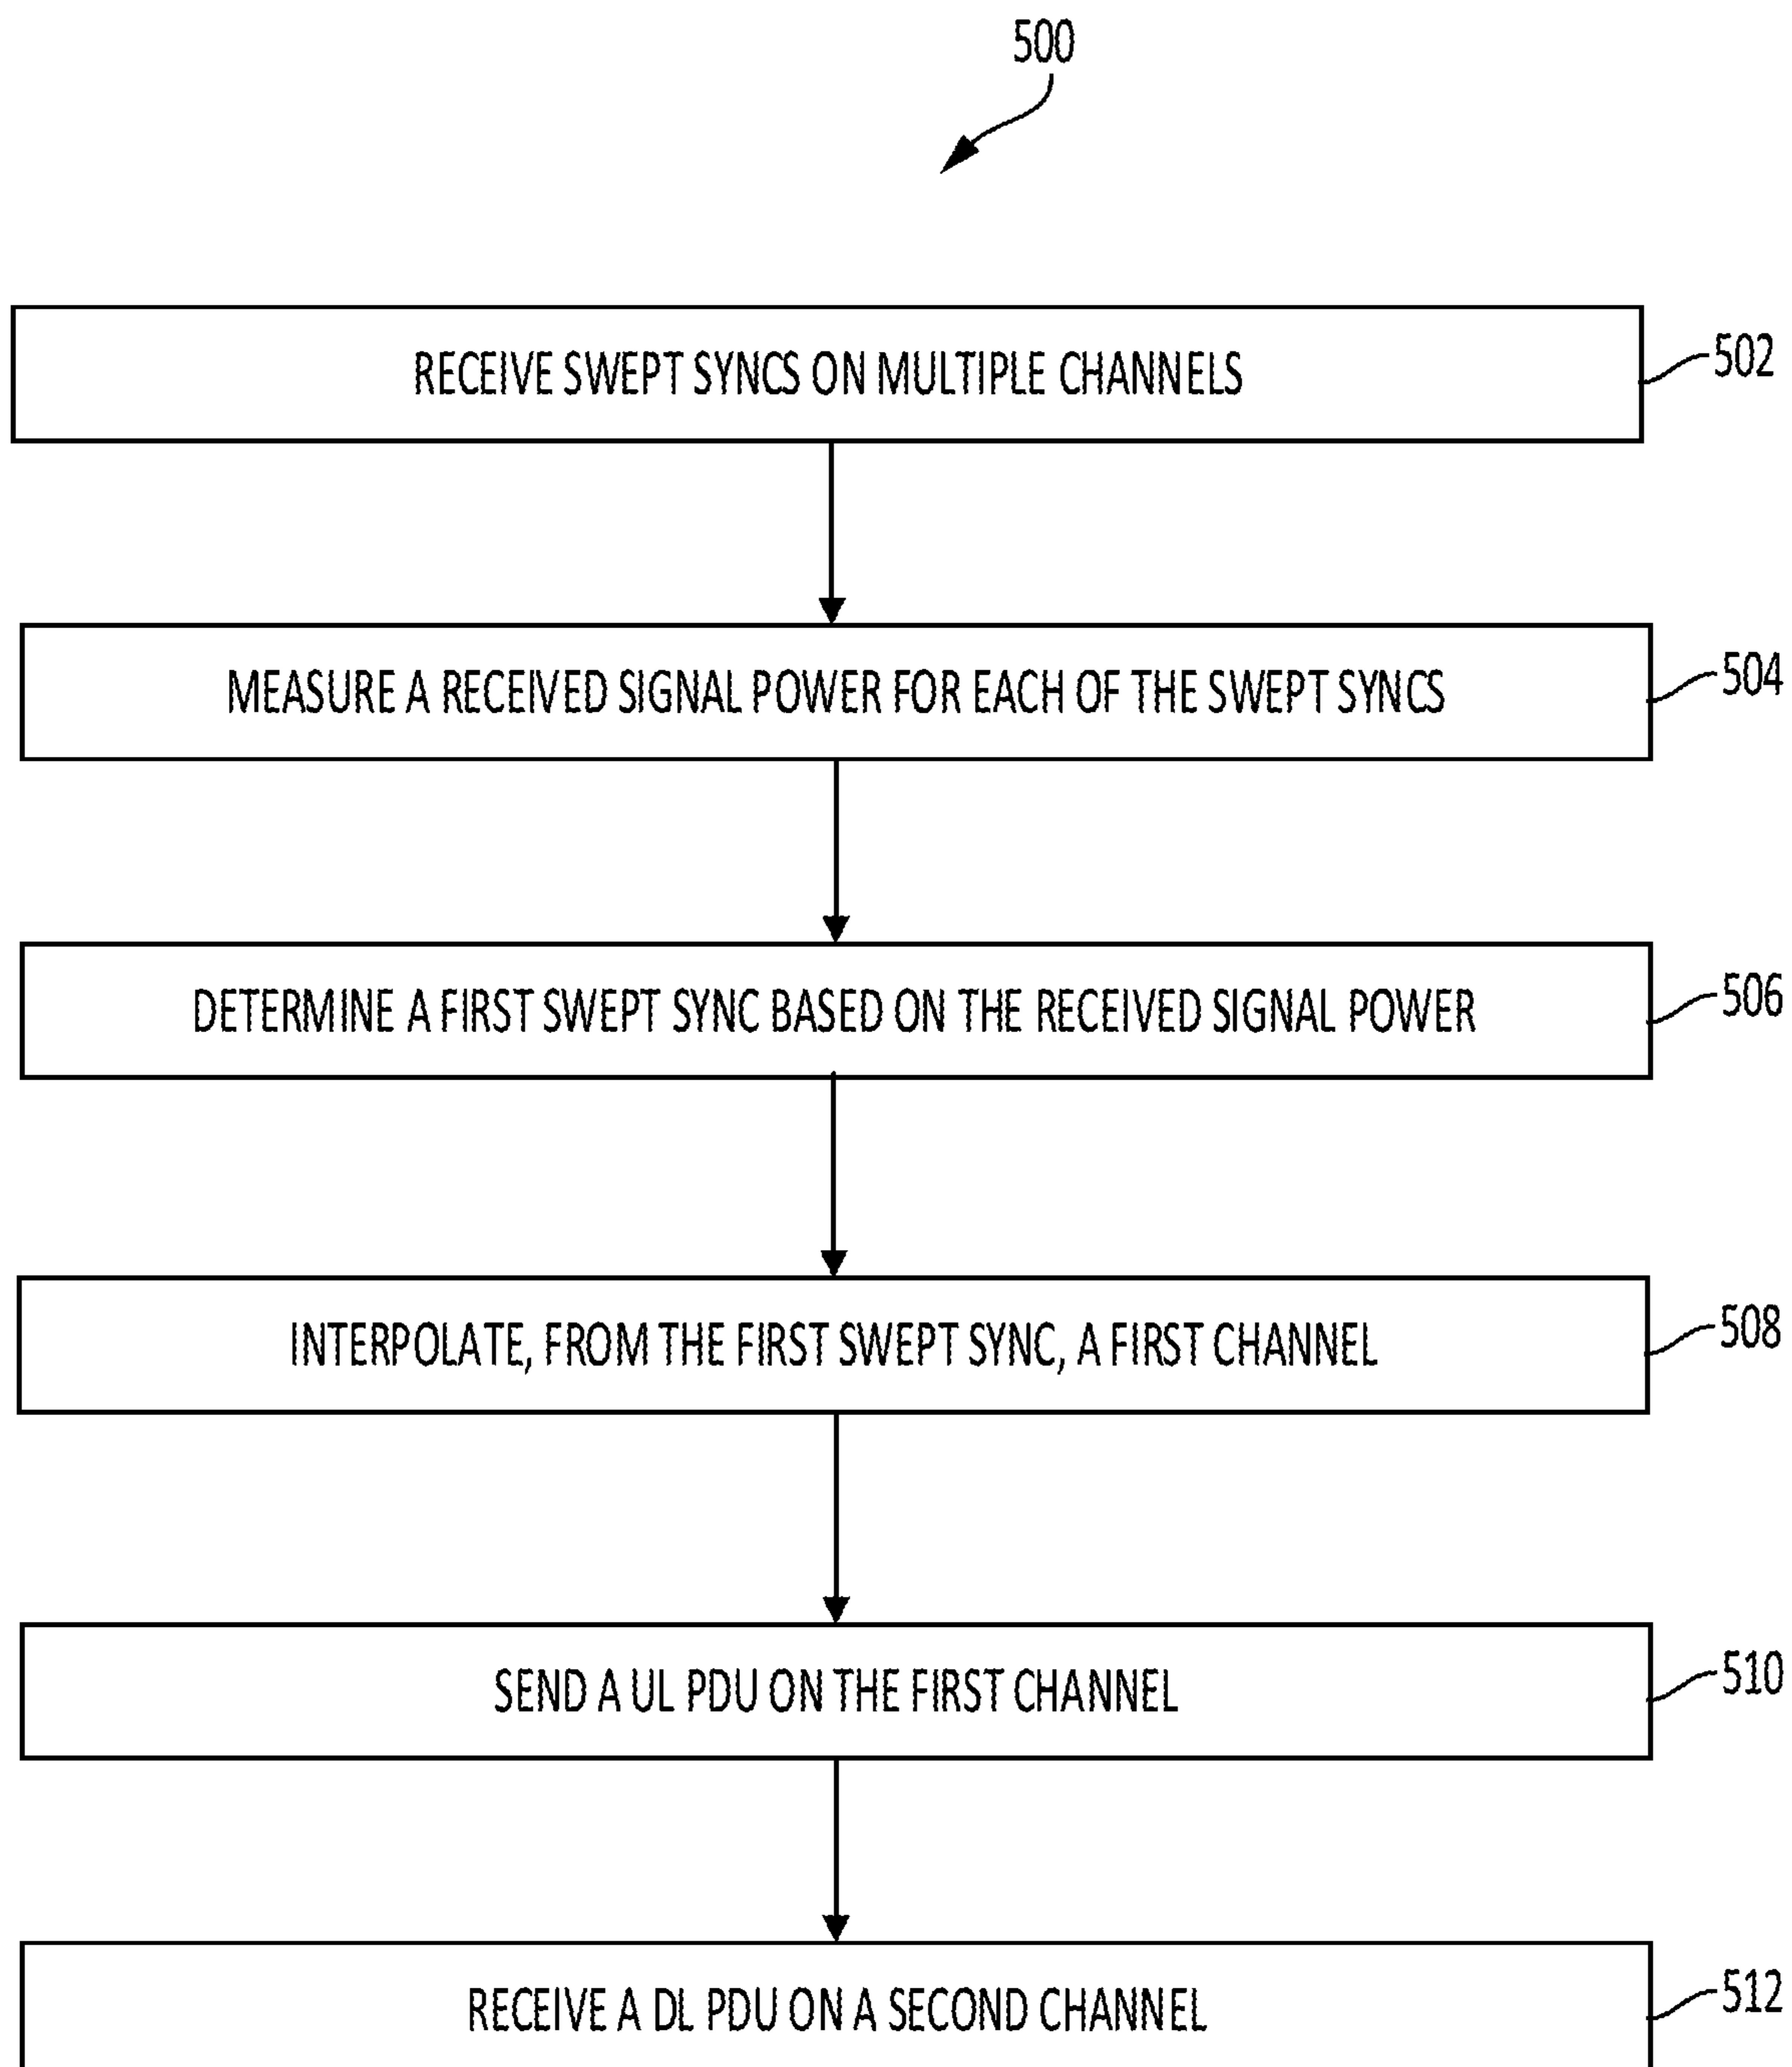 500
RECEIVE SWEPT SYNCS ON MULTIPLE CHANNELS
502
MEASURE A RECEIVED SIGNAL POWER FOR EACH OF THE SWEPT SYNCS
504
DETERMINE A FIRST SWEPT SYNC BASED ON THE RECEIVED SIGNAL POWER
506
INTERPOLATE, FROM THE FIRST SWEPT SYNC, A FIRST CHANNEL
508
SEND A UL PDU ON THE FIRST CHANNEL
510
RECEIVE A DL PDU ON A SECOND CHANNEL
512